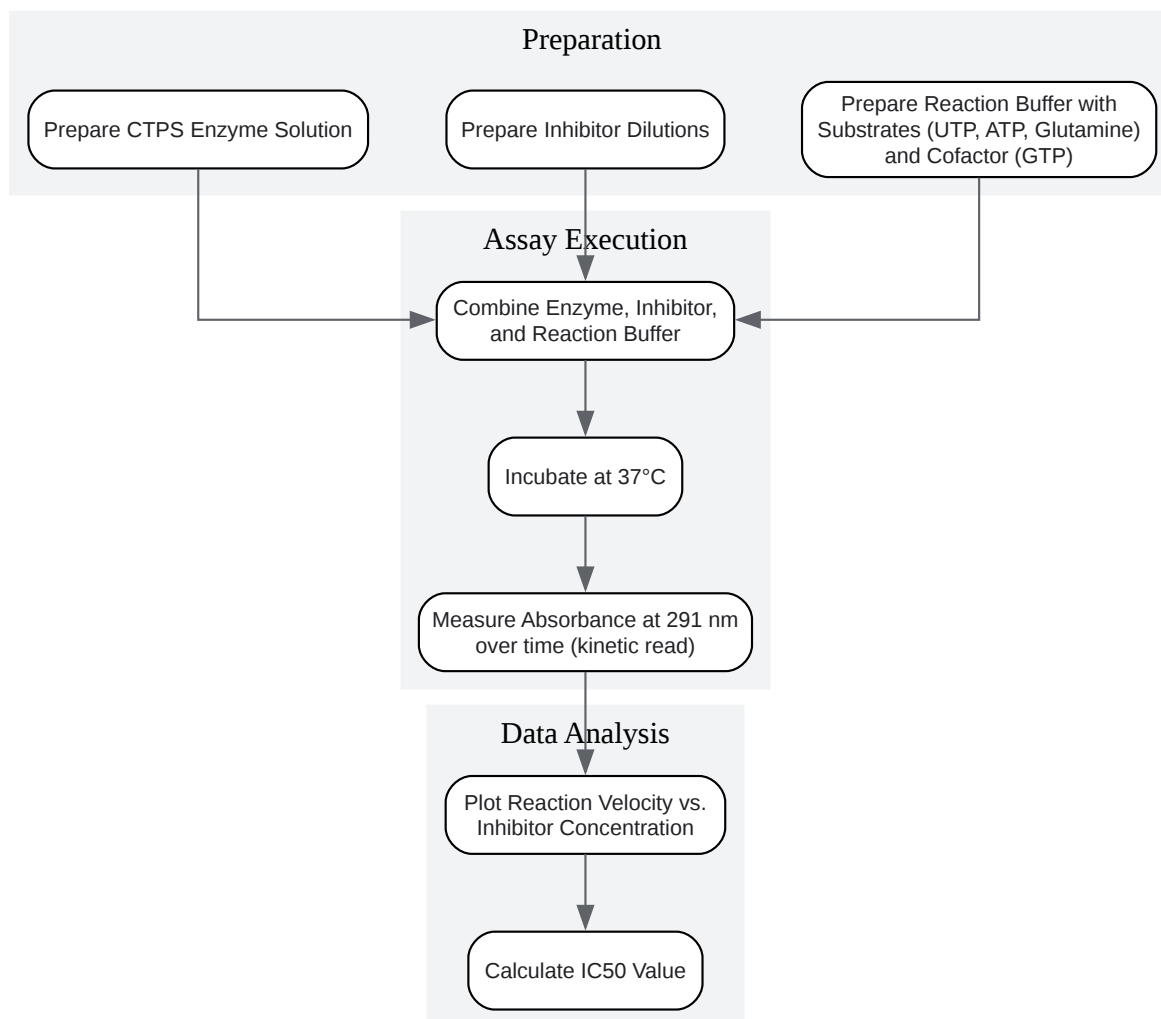 Preparation
Prepare CTPS Enzyme Solution
Prepare Inhibitor Dilutions
Prepare Reaction Buffer with
Substrates (UTP, ATP, Glutamine)
and Cofactor (GTP)
Assay Execution
Combine Enzyme, Inhibitor,
and Reaction Buffer
Incubate at 37°C
Measure Absorbance at 291 nm
over time (kinetic read)
Data Analysis
Plot Reaction Velocity vs.
Inhibitor Concentration
Calculate IC50 Value